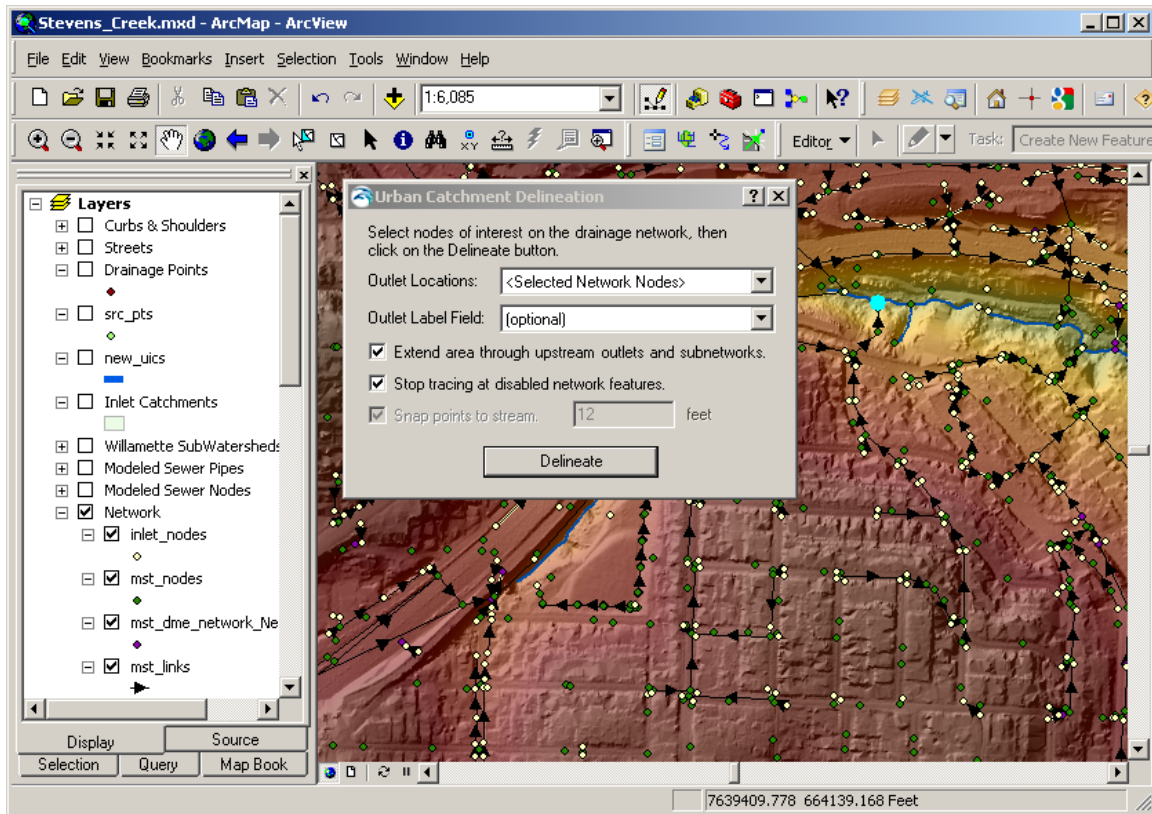 Stevens_Creek.mxd - ArcMap - ArcView
File Edit View Bookmarks Insert Selection Tools Window Help
1:6,085
Editor
Task: Create New Feature
Layers
Curbs & Shoulders
Streets
Drainage Points
src_pts
new_uics
Inlet Catchments
Willamette SubWatersheds
Modeled Sewer Pipes
Modeled Sewer Nodes
Network
inlet_nodes
mst_nodes
mst_dme_network_Ne
mst_links
Display Source
Selection Query Map Book
Urban Catchment Delineation
Select nodes of interest on the drainage network, then
click on the Delineate button.
Outlet Locations: <Selected Network Nodes>
Outlet Label Field: (optional)
Extend area through upstream outlets and subnetworks.
Stop tracing at disabled network features.
Snap points to stream. 12 feet
Delineate
7639409.778 664139.168 Feet